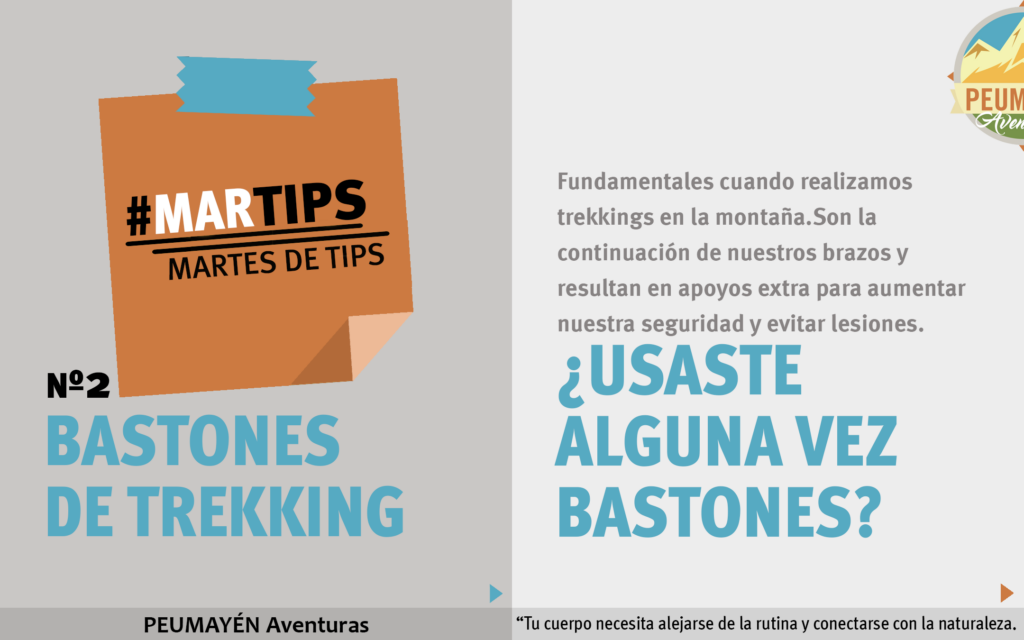 #MARTIPS
MARTES DE TIPS
Nº2
BASTONES
DE TREKKING
PEUMAYÉN Aventuras
Fundamentales cuando realizamos
trekkings en la montaña.Son la
continuación de nuestros brazos y
resultan en apoyos extra para aumentar
nuestra seguridad y evitar lesiones.
¿USASTE
ALGUNA VEZ
BASTONES?
“Tu cuerpo necesita alejarse de la rutina y conectarse con la naturaleza.